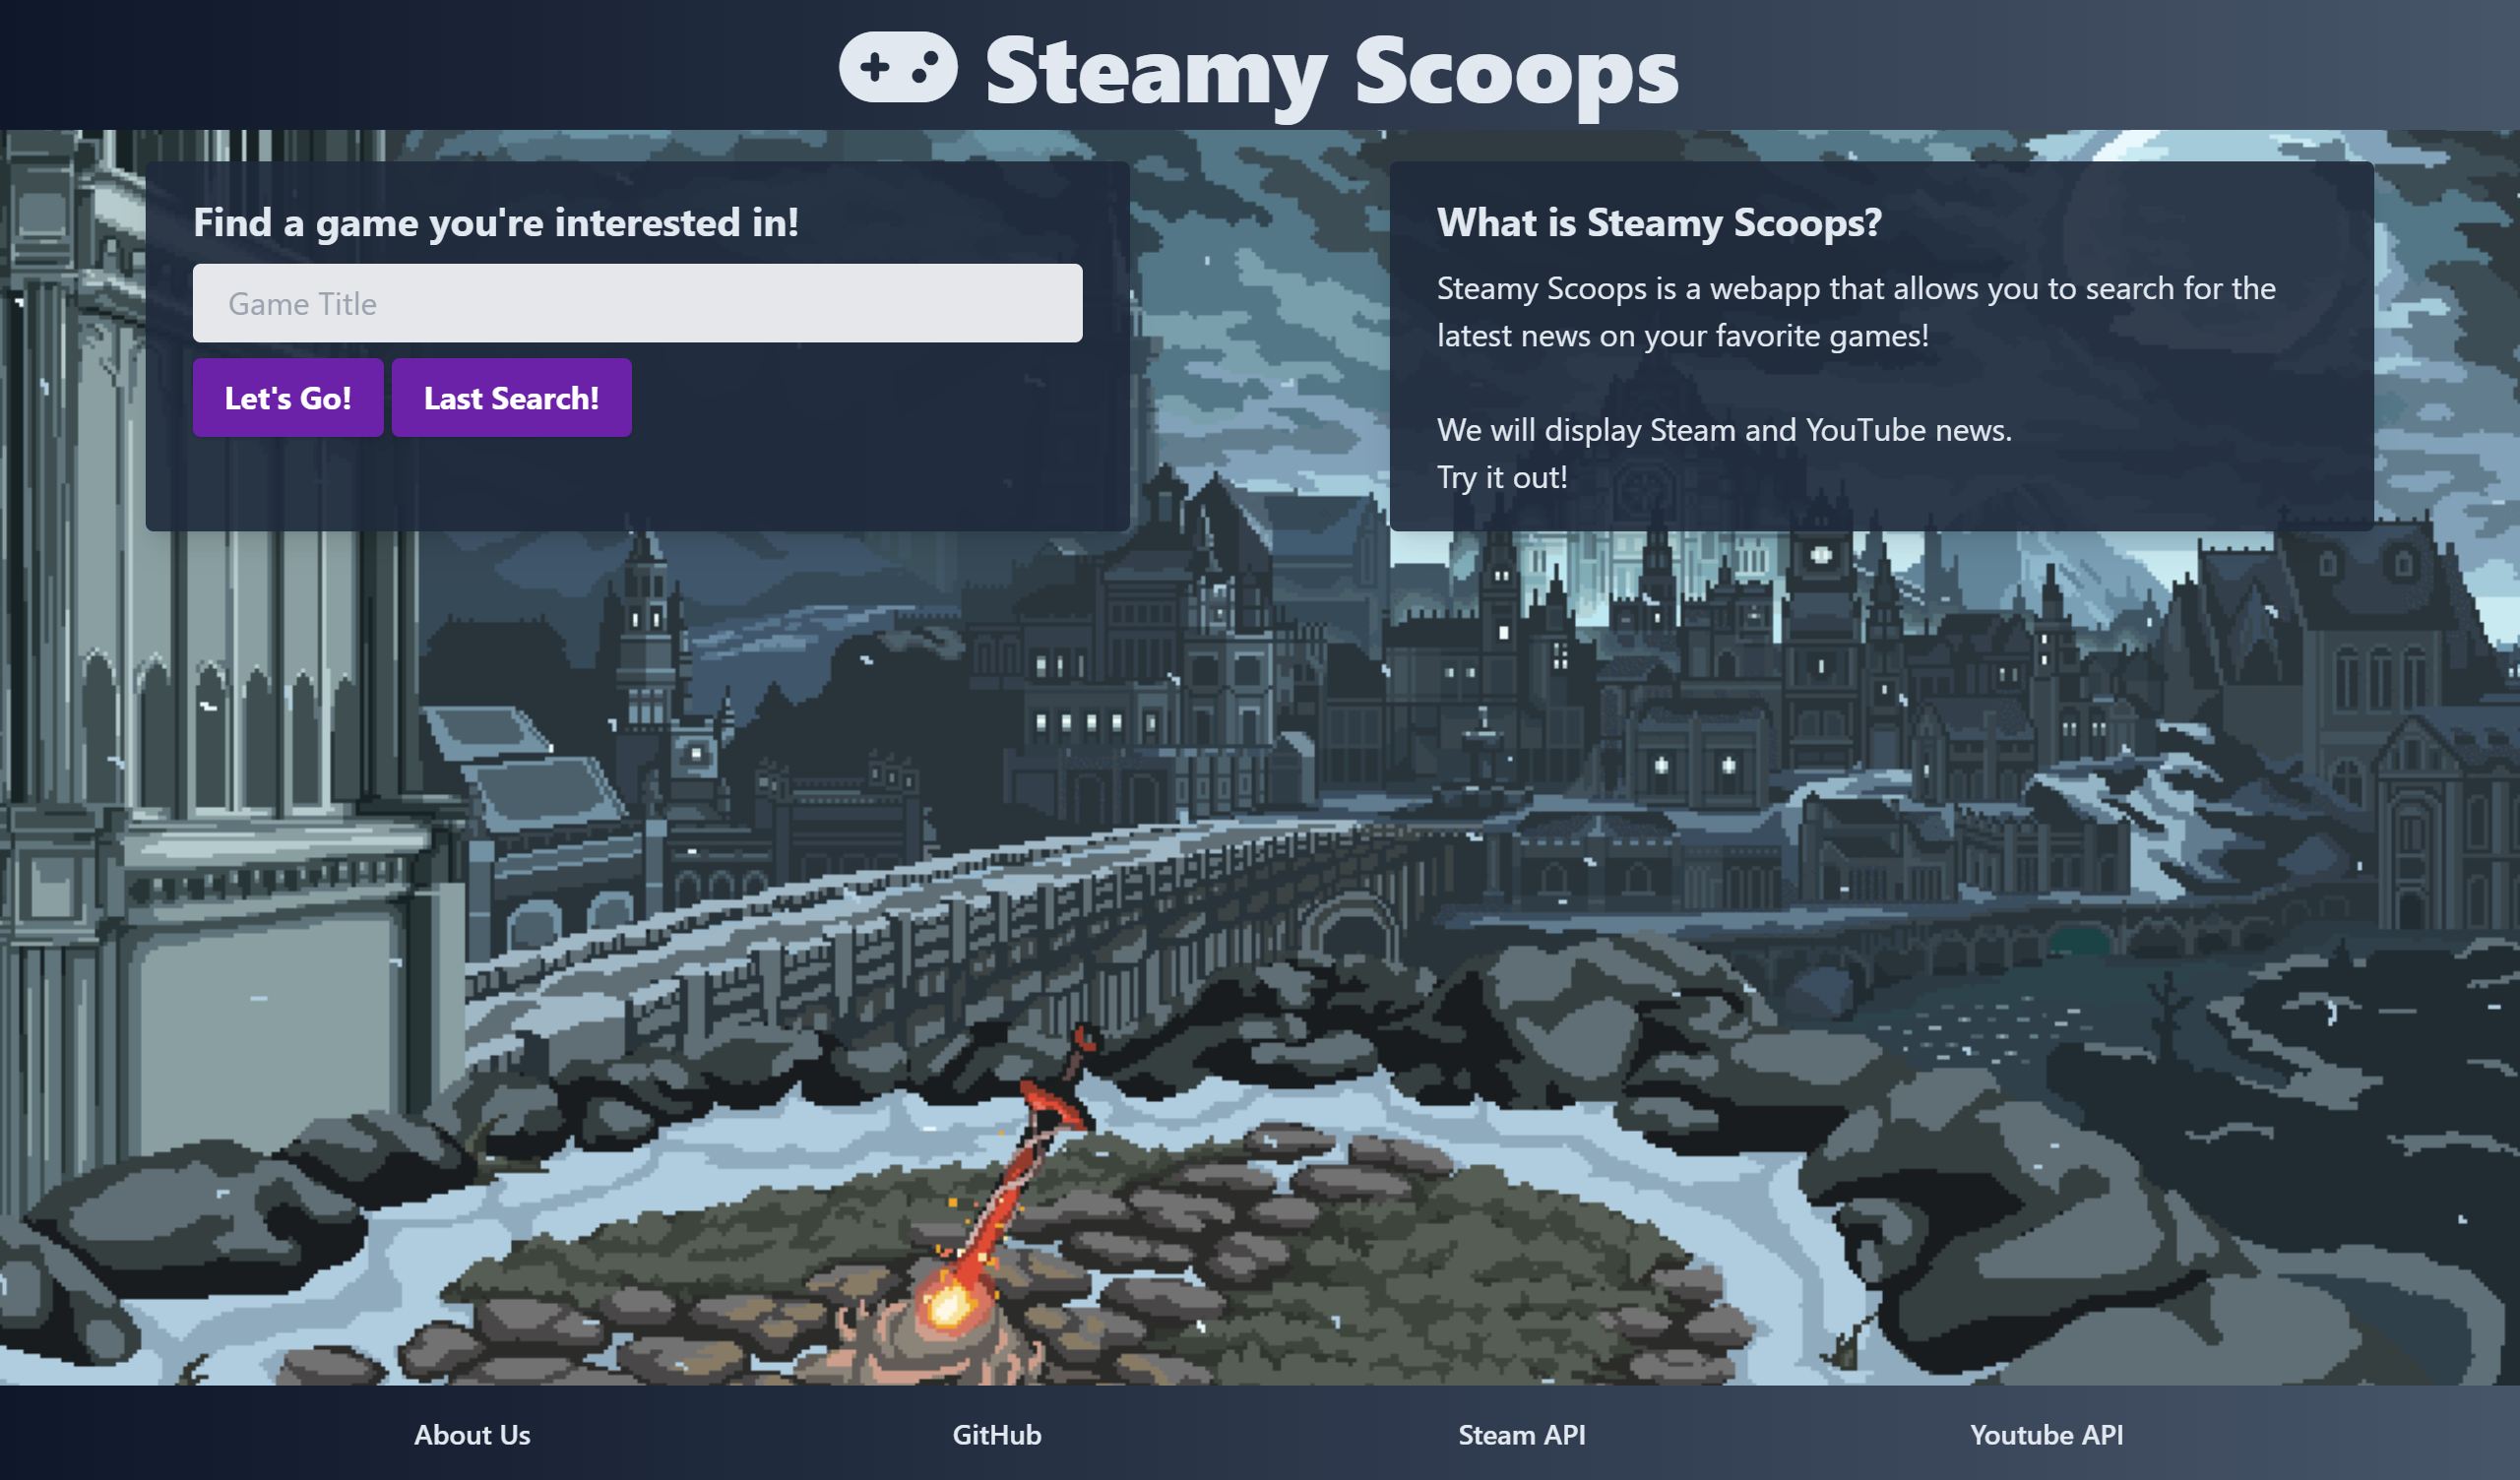 Steamy Scoops
Find a game you're interested in!
Game Title
Let's Go!
Last Search!
What is Steamy Scoops?
Steamy Scoops is a webapp that allows you to search for the
latest news on your favorite games!
We will display Steam and YouTube news.
Try it out!
About Us
GitHub
Steam API
Youtube API